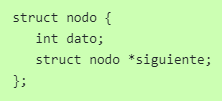 struct nodo {
int dato;
struct nodo *siguiente;
};